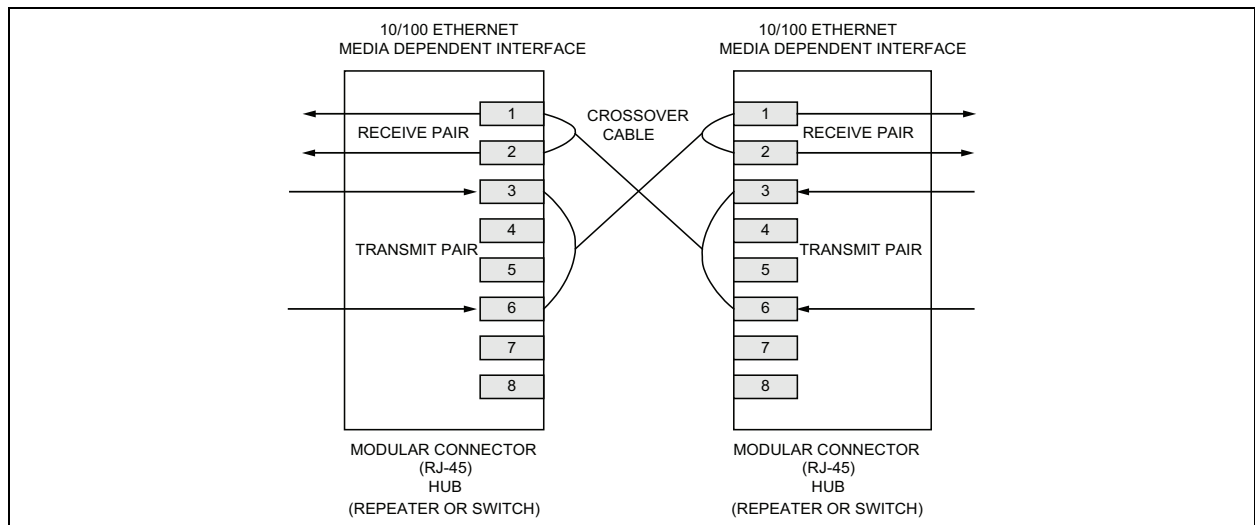 10/100 ETHERNET
MEDIA DEPENDENT INTERFACE
1
2
3
4
5
6
7
8
RECEIVE PAIR
TRANSMIT PAIR
MODULAR CONNECTOR
(RJ-45)
HUB
(REPEATER OR SWITCH)
CROSSOVER
CABLE
10/100 ETHERNET
MEDIA DEPENDENT INTERFACE
1
2
3
4
5
6
7
8
RECEIVE PAIR
TRANSMIT PAIR
MODULAR CONNECTOR
(RJ-45)
HUB
(REPEATER OR SWITCH)